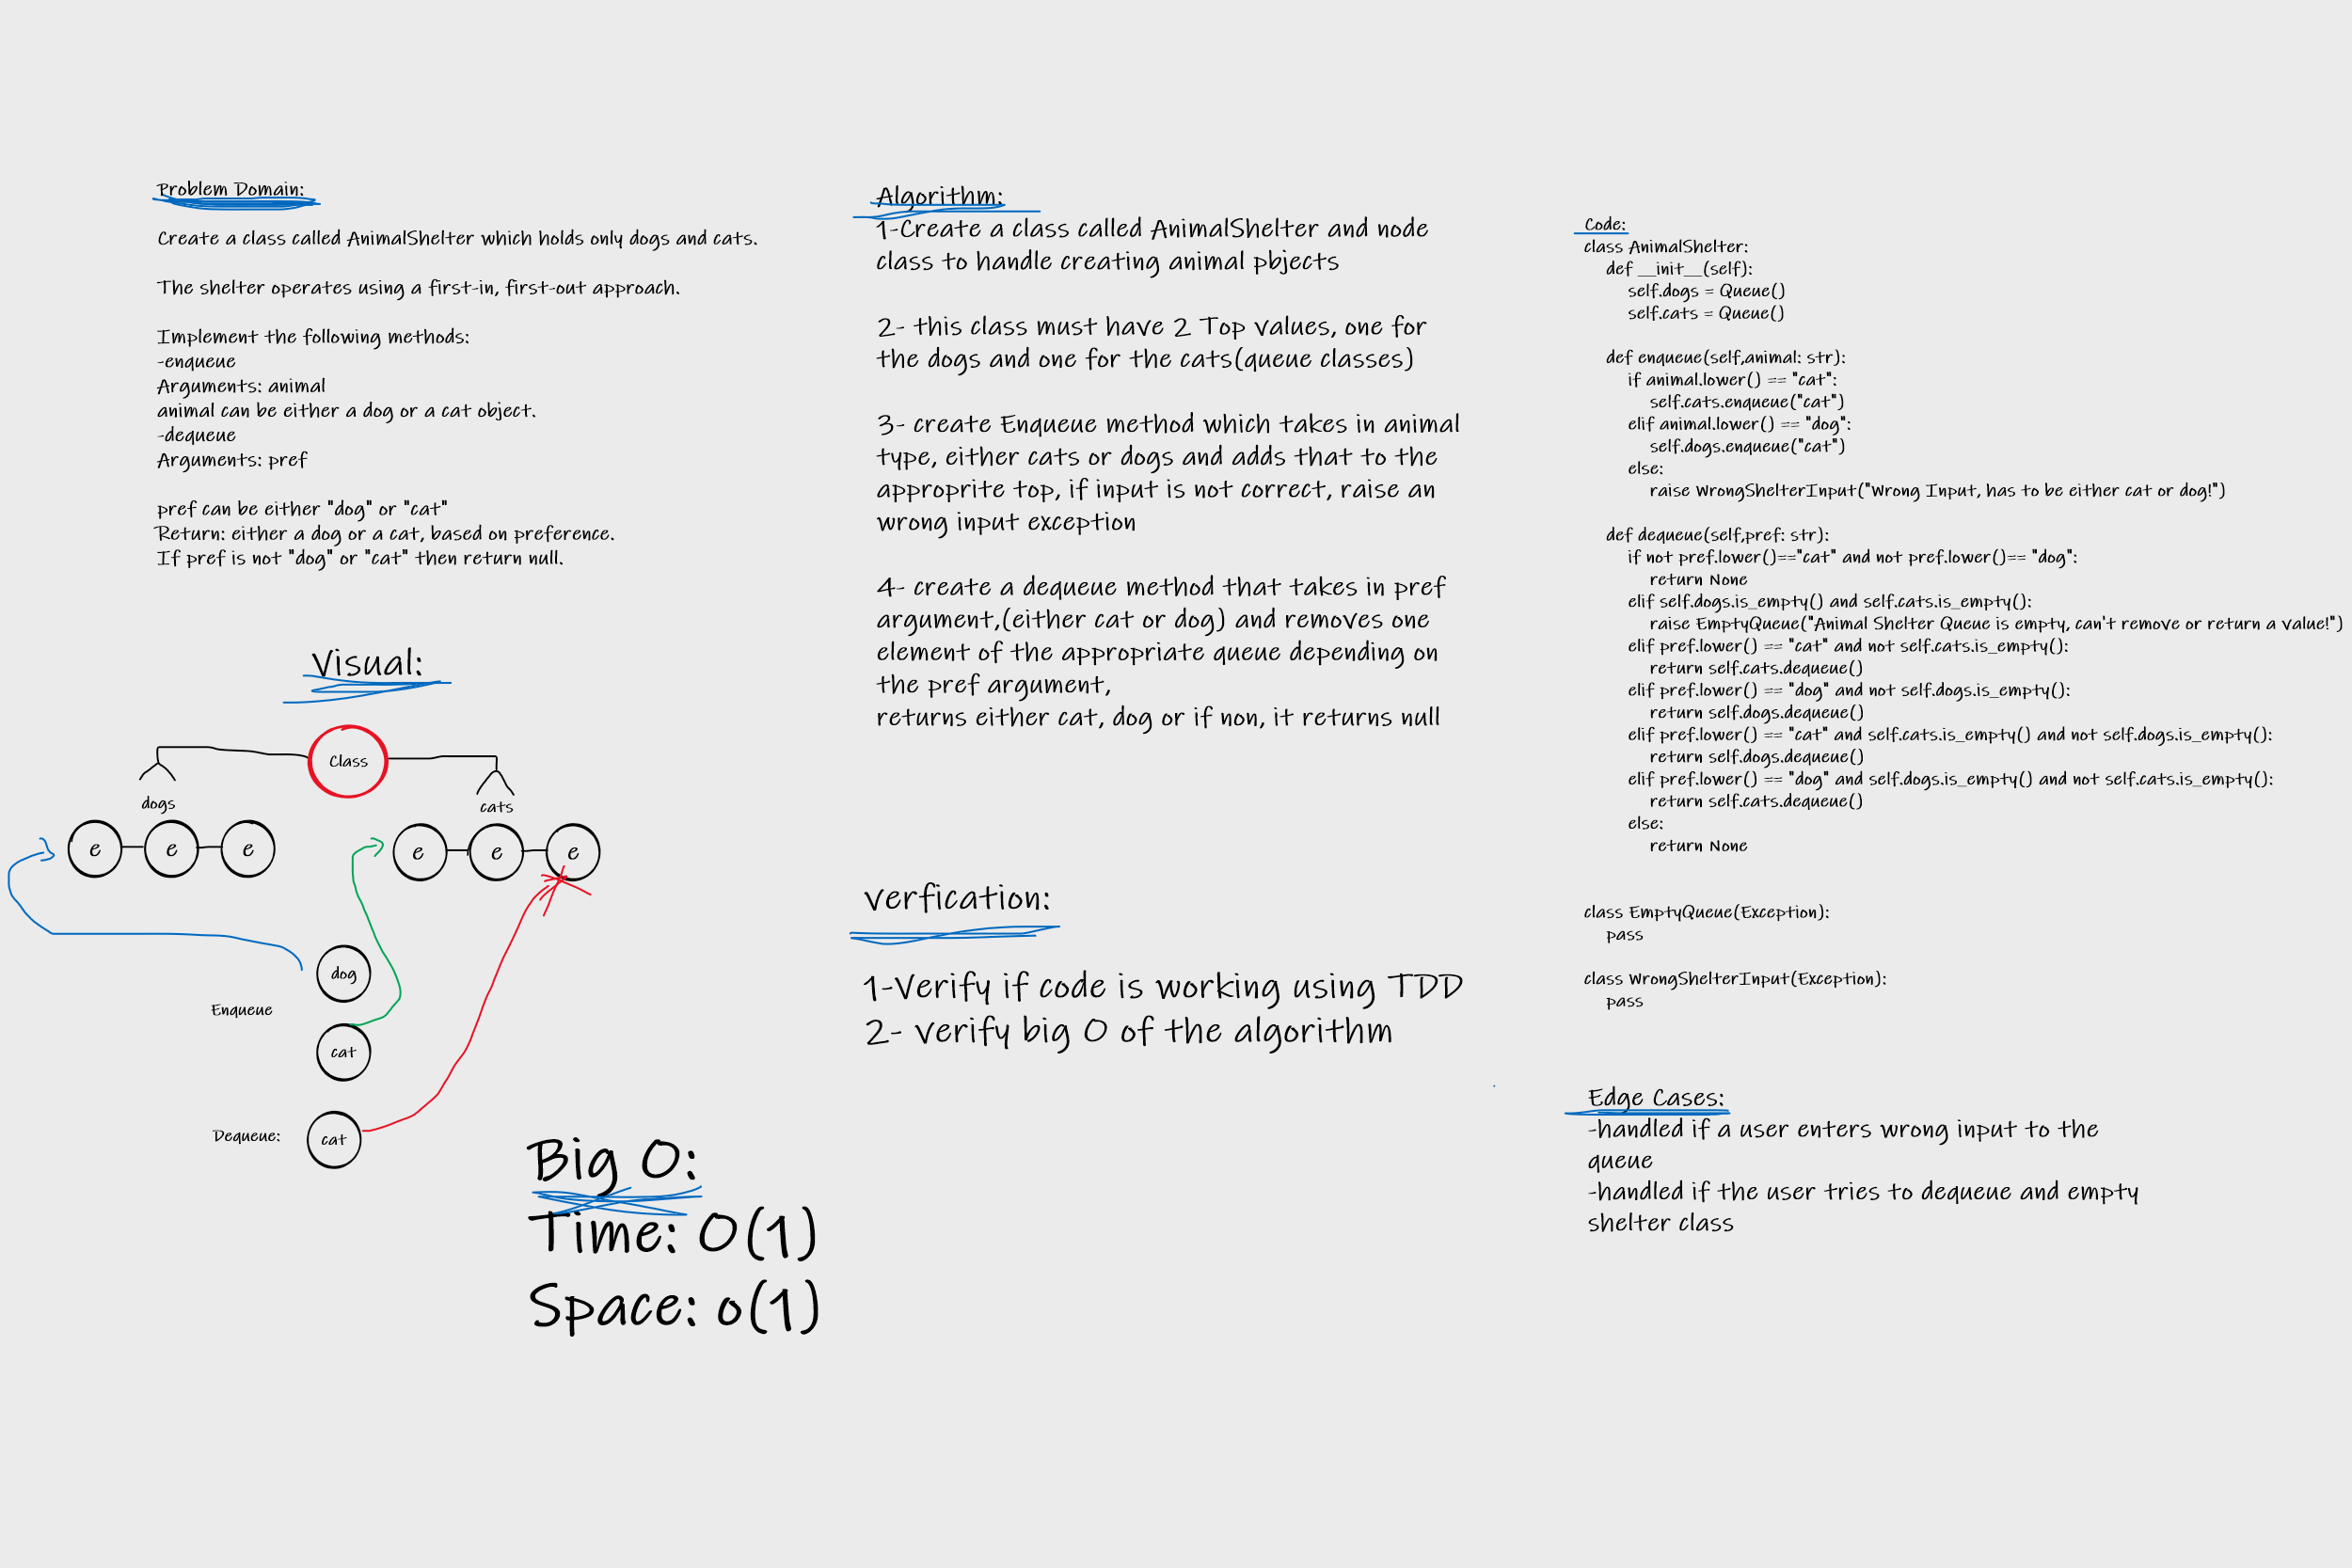 Problem Domain:
Create a class called AnimalShelter which holds only dogs and cats.
The shelter operates using a first-in, first-out approach.
Implement the following methods:
-enqueue
Arguments: animal
animal can be either a dog or a cat object.
-dequeue
Arguments: pref
pref can be either "dog" or "cat"
Return: either a dog or a cat, based on preference.
If pref is not "dog" or "cat" then return null.
Visual:
Class
dogs
cats
e e e
e e e
dog
Enqueue
cat
Dequeue:
cat
Big O:
Time: O(1)
Space: o(1)
Algorithm:
1-Create a class called AnimalShelter and node
class to handle creating animal pbjects
2- this class must have 2 Top values, one for
the dogs and one for the cats(queue classes)
3- create Enqueue method which takes in animal
type, either cats or dogs and adds that to the
approprite top, if input is not correct, raise an
wrong input exception
4- create a dequeue method that takes in pref
argument,(either cat or dog) and removes one
element of the appropriate queue depending on
the pref argument,
returns either cat, dog or if non, it returns null
verfication:
1-Verify if code is working using TDD
2- verify big O of the algorithm
Code:
class AnimalShelter:
def __init__(self):
self.dogs = Queue()
self.cats = Queue()
def enqueue(self,animal: str):
if animal.lower() == "cat":
self.cats.enqueue("cat")
elif animal.lower() == "dog":
self.dogs.enqueue("cat")
else:
raise WrongShelterInput("Wrong Input, has to be either cat or dog!")
def dequeue(self,pref: str):
if not pref.lower()=="cat" and not pref.lower()== "dog":
return None
elif self.dogs.is_empty() and self.cats.is_empty():
raise EmptyQueue("Animal Shelter Queue is empty, can't remove or return a value!")
elif pref.lower() == "cat" and not self.cats.is_empty():
return self.cats.dequeue()
elif pref.lower() == "dog" and not self.dogs.is_empty():
return self.dogs.dequeue()
elif pref.lower() == "cat" and self.cats.is_empty() and not self.dogs.is_empty():
return self.dogs.dequeue()
elif pref.lower() == "dog" and self.dogs.is_empty() and not self.cats.is_empty():
return self.cats.dequeue()
else:
return None
class EmptyQueue(Exception):
pass
class WrongShelterInput(Exception):
pass
Edge Cases:
-handled if a user enters wrong input to the
queue
-handled if the user tries to dequeue and empty
shelter class